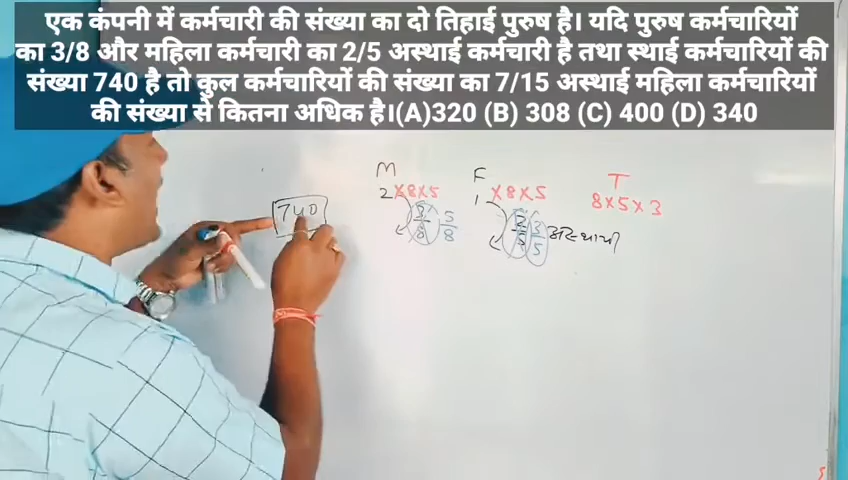 एक कंपनी में कर्मचारी की संख्या का दो तिहाई पुरुष है। यदि पुरुष कर्मचारियों
का 3/8 और महिला कर्मचारी का 2/5 अस्थाई कर्मचारी है तथा स्थाई कर्मचारियों की
संख्या 740 है तो कुल कर्मचारियों की संख्या का 7/15 अस्थाई महिला कर्मचारियों
की संख्या से कितना अधिक है।(A)320 (B) 308 (C) 400 (D) 340
M F T
2×8×5 1×8×5 8×5×3
740 3/8 5/8 2/5 3/5 अस्थायी